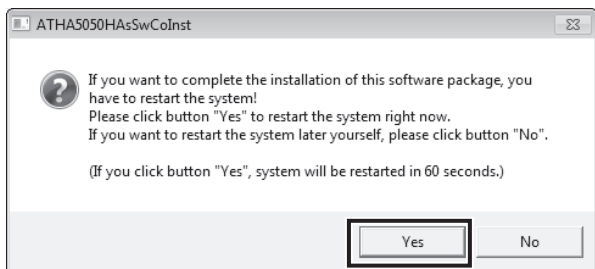 ATHA5050HAsSwCoInst
If you want to complete the installation of this software package, you
have to restart the system!
Please click button "Yes" to restart the system right now.
If you want to restart the system later yourself, please click button "No".
(If you click button "Yes", system will be restarted in 60 seconds.)
Yes
No